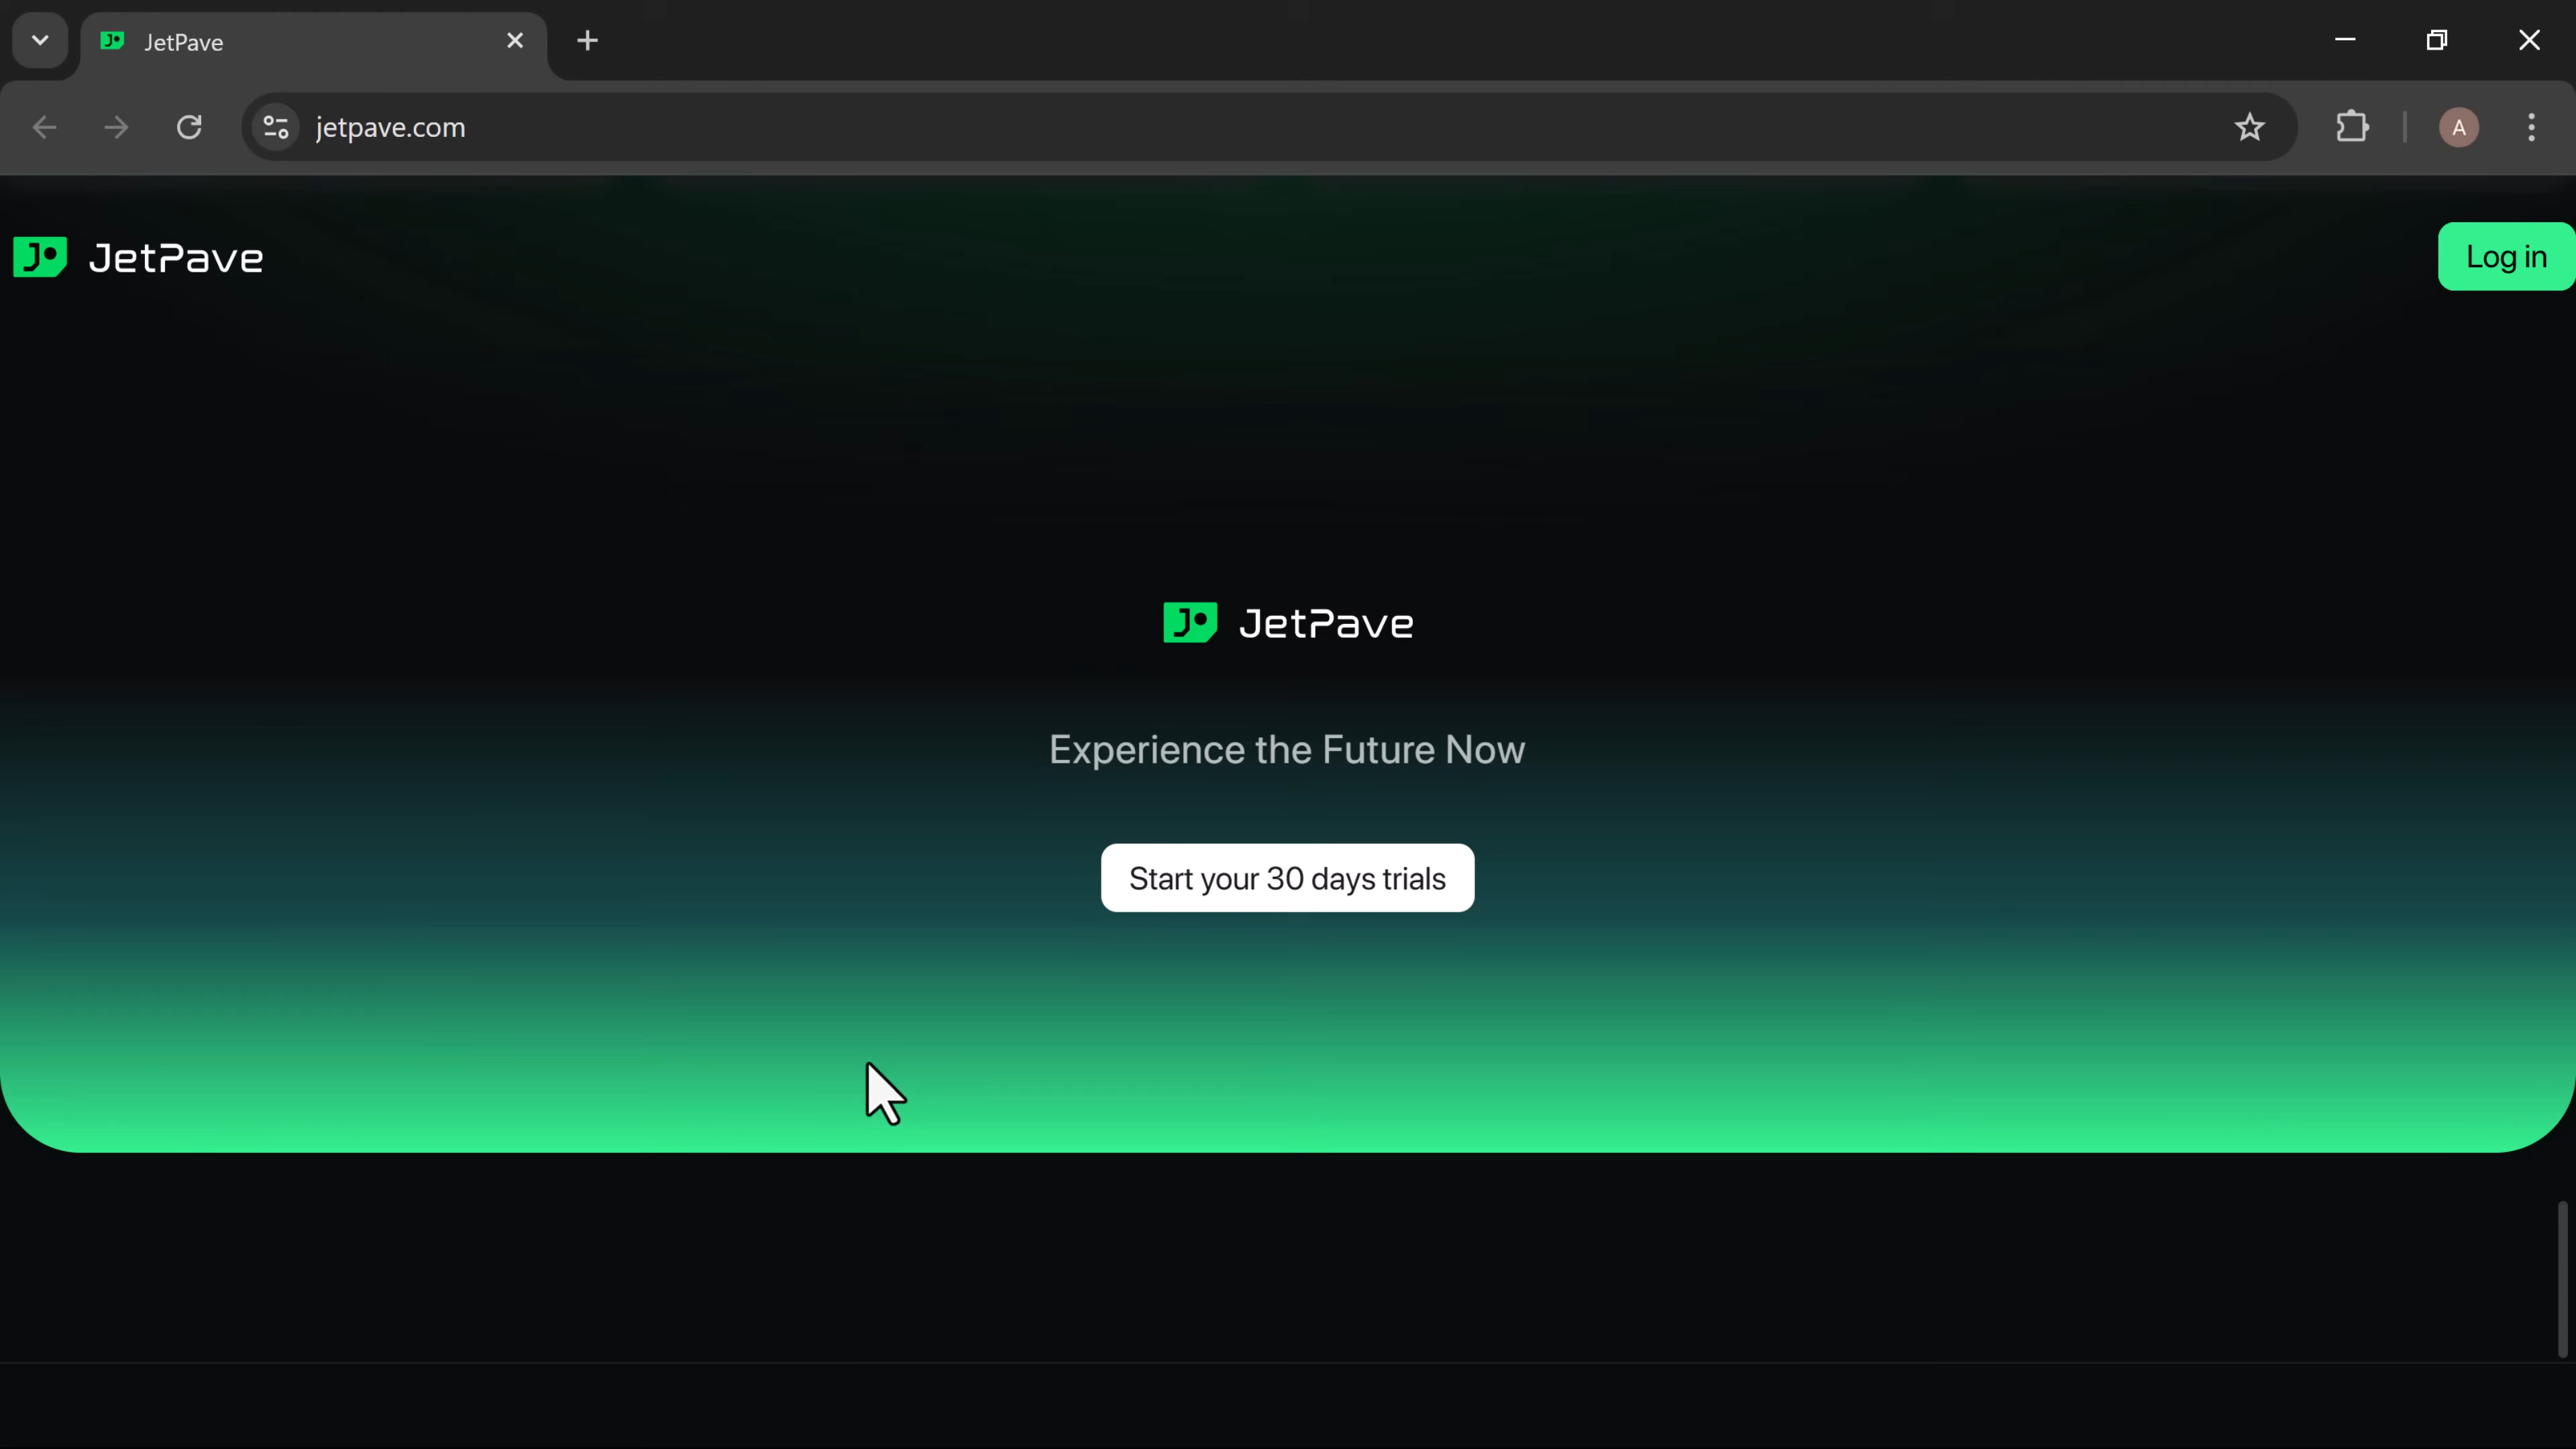 JetPave
jetpave.com
A
JetPave
Log in
JetPave
Experience the Future Now
Start your 30 days trials